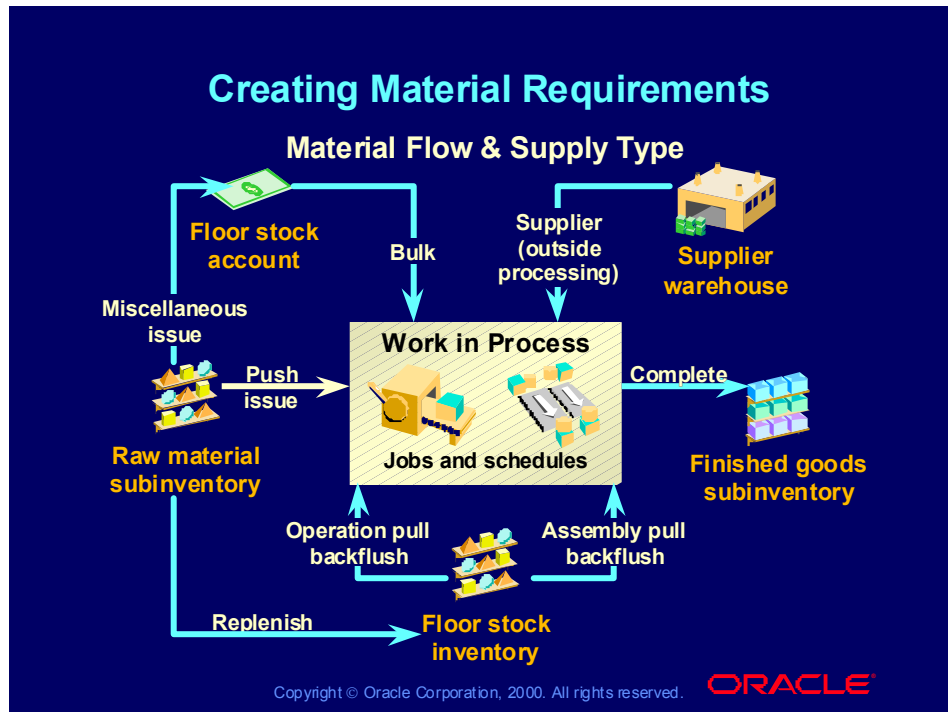 Creating Material Requirements
Material Flow & Supply Type
Floor stock
account
Bulk
Supplier
(outside
processing)
Supplier
warehouse
Miscellaneous
issue
Push
issue
Work in Process
Jobs and schedules
Complete
Raw material
subinventory
Finished goods
subinventory
Operation pull
backflush
Assembly pull
backflush
Replenish
Floor stock
inventory
Copyright © Oracle Corporation, 2000. All rights reserved.
ORACLE®